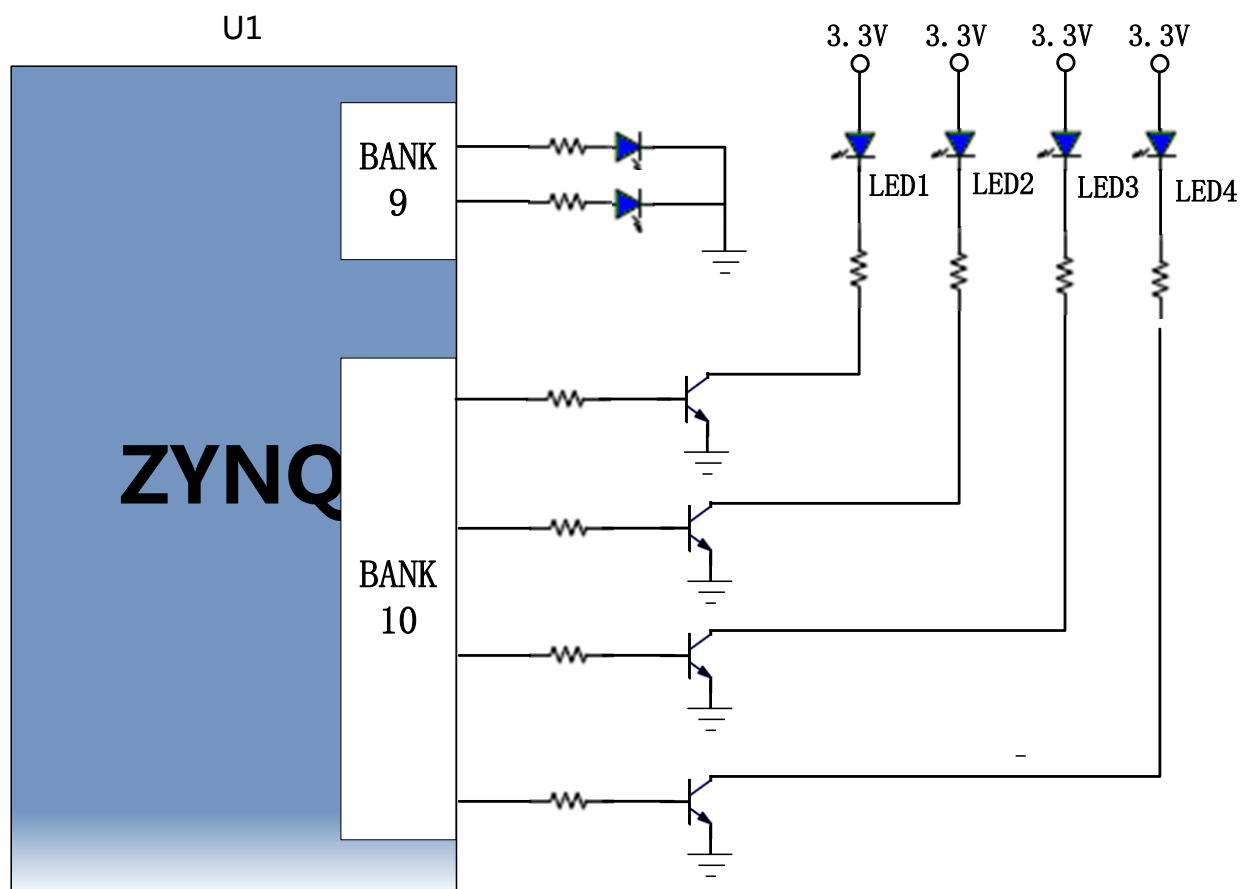 U1
3.3V 3.3V 3.3V 3.3V
BANK
9
LED1 LED2 LED3 LED4
ZYNQ
BANK
10